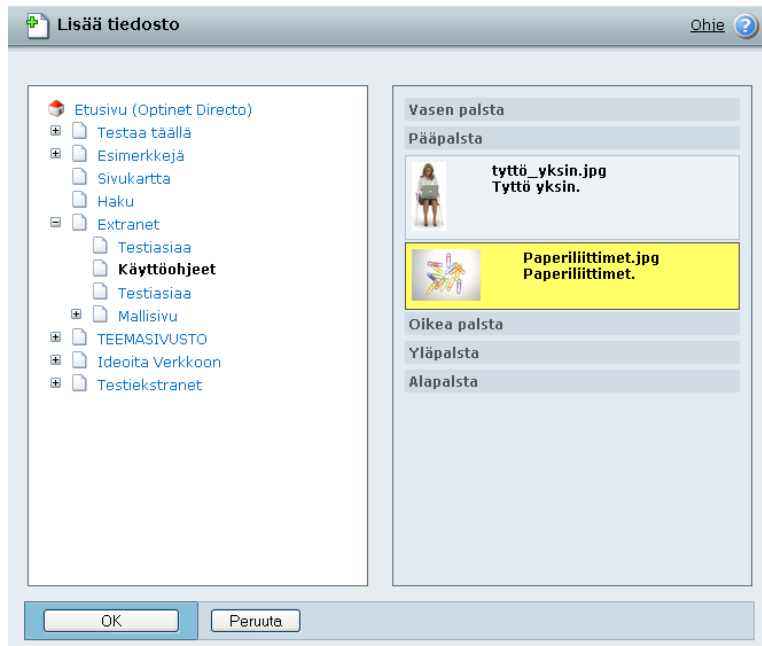 Lisää tiedosto
Ohje
Etusivu (Optinet Directo)
Testaa täällä
Esimerkkejä
Sivukartta
Haku
Extranet
Testiasiaa
Käyttöohjeet
Testiasiaa
Mallisivu
TEEMASIVUSTO
Ideoita Verkkoon
Testiekstranet
Vasen palsta
Pääpalsta
tyttö_yksin.jpg
Tyttö yksin.
Paperiliittimet.jpg
Paperiliittimet.
Oikea palsta
Yläpalsta
Alapalsta
OK
Peruuta